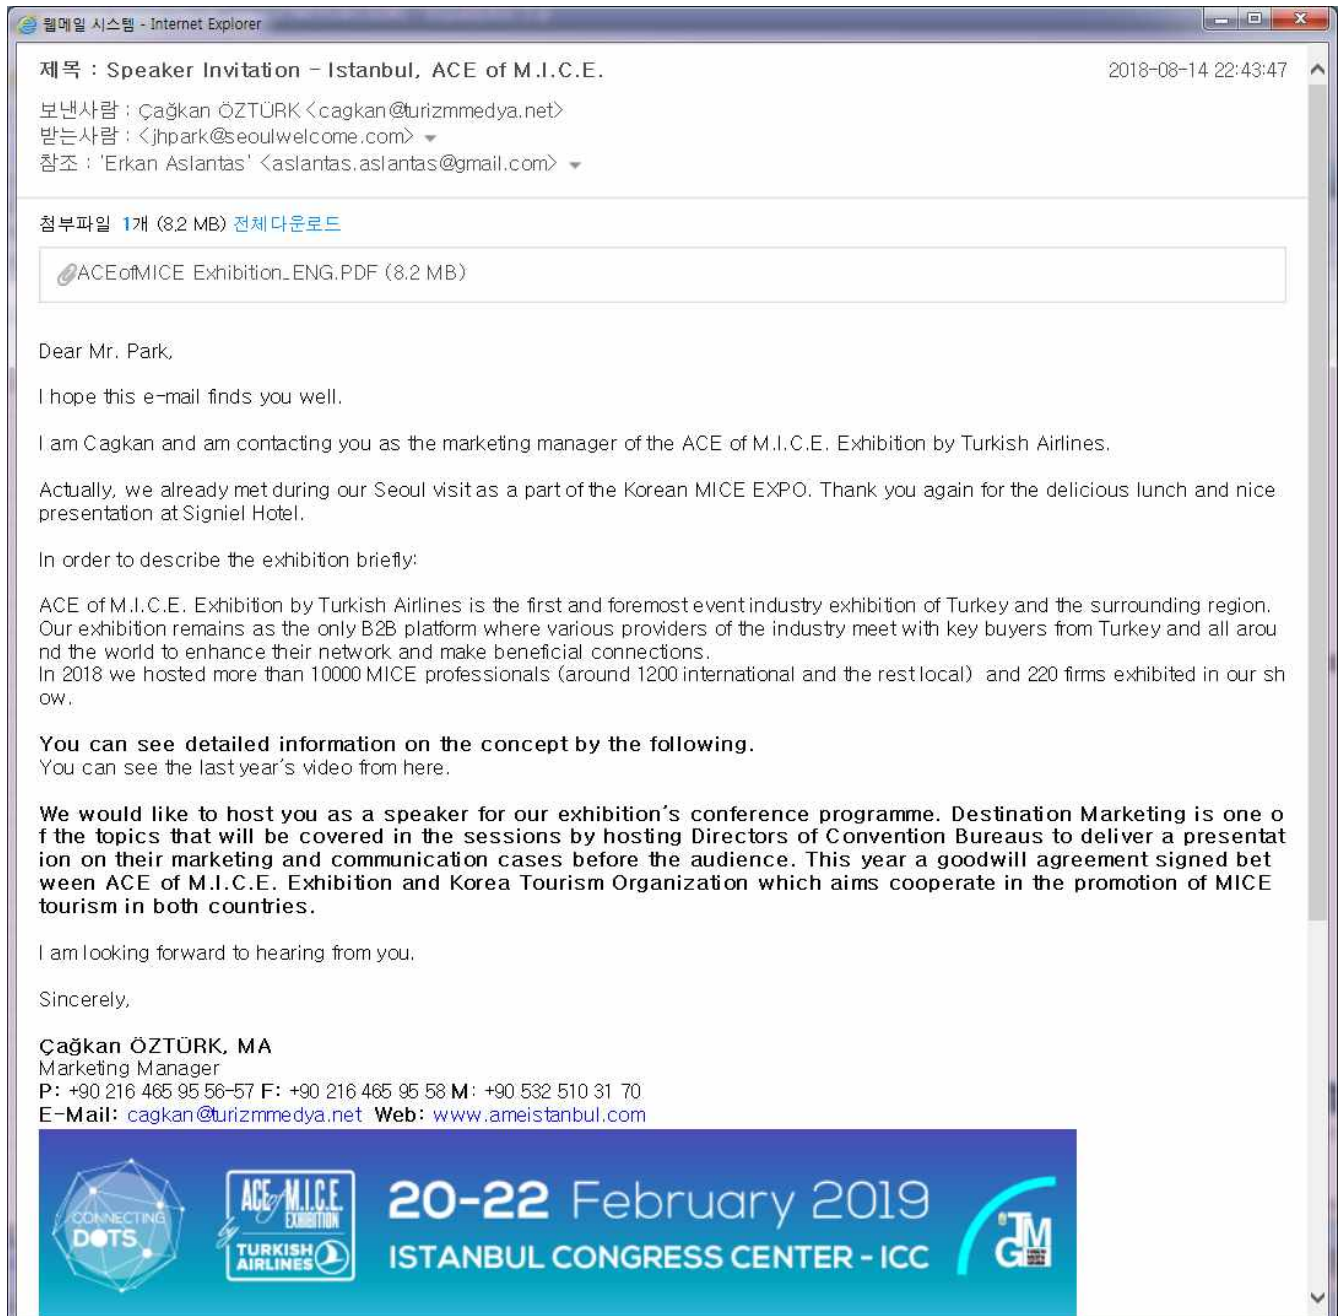 웹메일 시스템 - Internet Explorer
제목 : Speaker Invitation - Istanbul, ACE of M.I.C.E.
2018-08-14 22:43:47
보낸사람 : Çağkan ÖZTÜRK <cagkan@turizmmedya.net>
받는사람 : <jhpark@seoulwelcome.com>
참조 : 'Erkan Aslantas' <aslantas.aslantas@gmail.com>
첨부파일 1개 (8.2 MB) 전체다운로드
ACEofMICE Exhibition_ENG.PDF (8.2 MB)
Dear Mr. Park,
I hope this e-mail finds you well.
I am Cagkan and am contacting you as the marketing manager of the ACE of M.I.C.E. Exhibition by Turkish Airlines.
Actually, we already met during our Seoul visit as a part of the Korean MICE EXPO. Thank you again for the delicious lunch and nice
presentation at Signiel Hotel.
In order to describe the exhibition briefly:
ACE of M.I.C.E. Exhibition by Turkish Airlines is the first and foremost event industry exhibition of Turkey and the surrounding region.
Our exhibition remains as the only B2B platform where various providers of the industry meet with key buyers from Turkey and all arou
nd the world to enhance their network and make beneficial connections.
In 2018 we hosted more than 10000 MICE professionals (around 1200 international and the rest local) and 220 firms exhibited in our sh
ow.
You can see detailed information on the concept by the following.
You can see the last year's video from here.
We would like to host you as a speaker for our exhibition's conference programme. Destination Marketing is one o
f the topics that will be covered in the sessions by hosting Directors of Convention Bureaus to deliver a presentat
ion on their marketing and communication cases before the audience. This year a goodwill agreement signed bet
ween ACE of M.I.C.E. Exhibition and Korea Tourism Organization which aims cooperate in the promotion of MICE
tourism in both countries.
I am looking forward to hearing from you.
Sincerely,
Çağkan ÖZTÜRK, MA
Marketing Manager
P: +90 216 465 95 56-57 F: +90 216 465 95 58 M: +90 532 510 31 70
E-Mail: cagkan@turizmmedya.net Web: www.ameistanbul.com
CONNECTING
DOTS
ACE of M.I.C.E.
EXHIBITION
by
TURKISH
AIRLINES
20-22 February 2019
ISTANBUL CONGRESS CENTER - ICC
TM
G